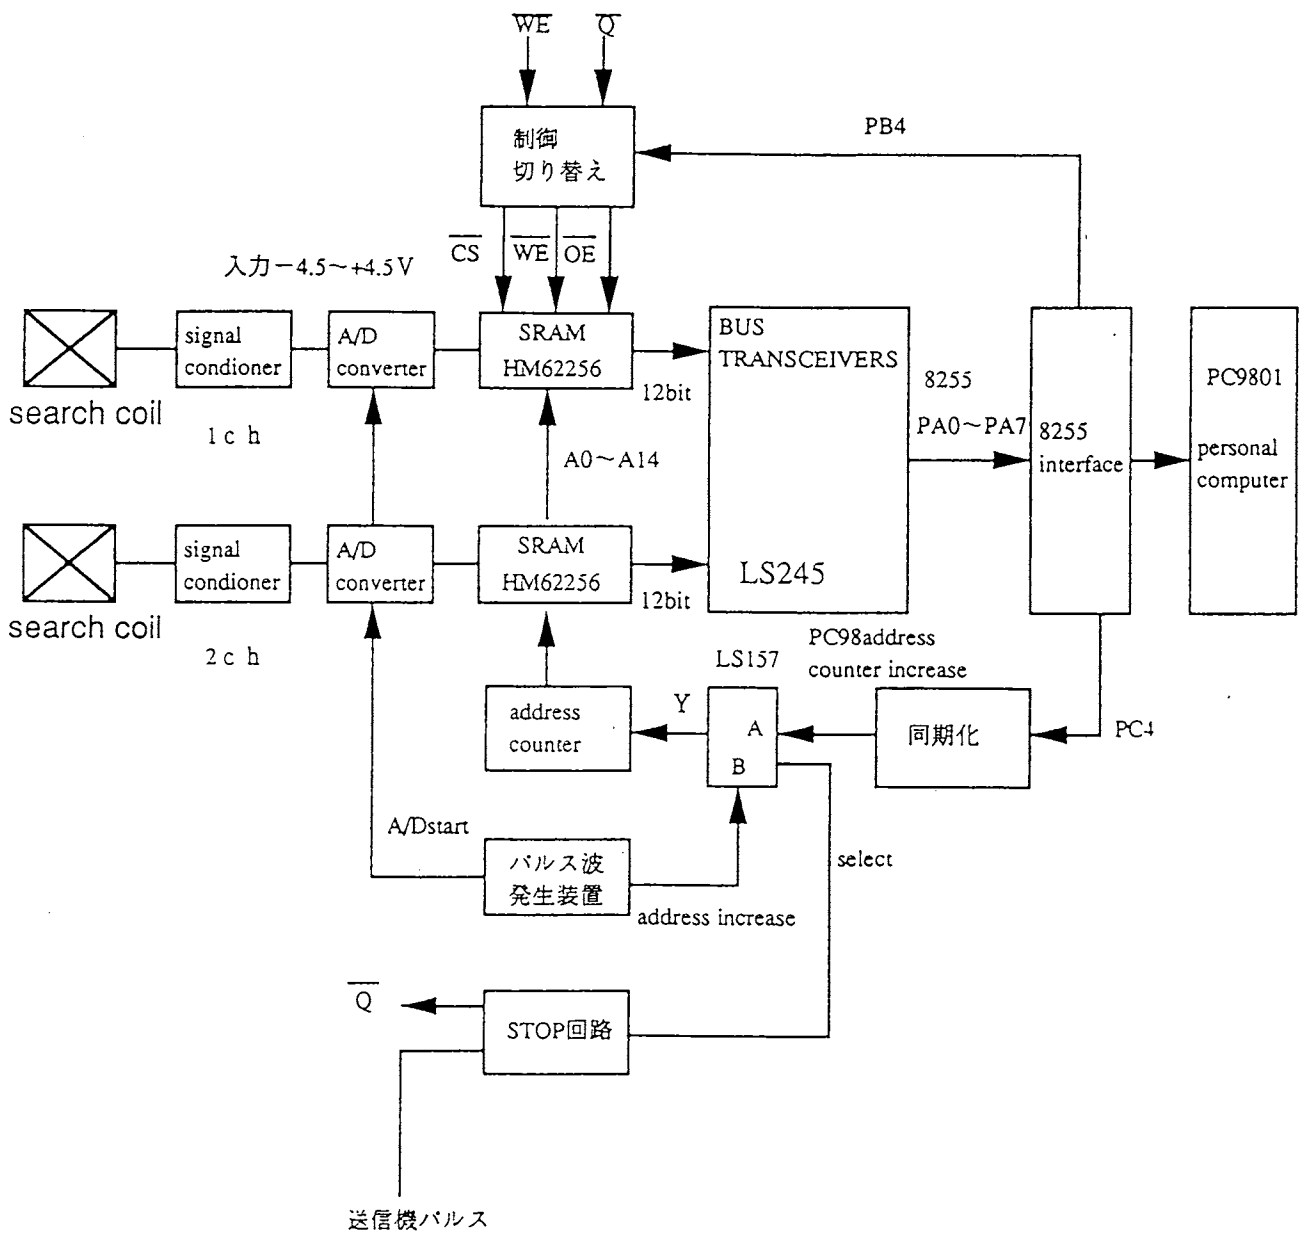 WE
Q
制御
切り替え
PB4
CS
WE
OE
入力－4.5～+4.5V
signal
condioner
A/D
converter
SRAM
HM62256
12bit
BUS
TRANSCEIVERS
LS245
8255
PA0～PA7
8255
interface
PC9801
personal
computer
search coil
1ch
A0～A14
signal
condioner
A/D
converter
SRAM
HM62256
12bit
search coil
2ch
PC98address
counter increase
LS157
address
counter
Y
A
B
同期化
PC4
A/Dstart
パルス波
発生装置
address increase
select
Q
STOP回路
送信機パルス